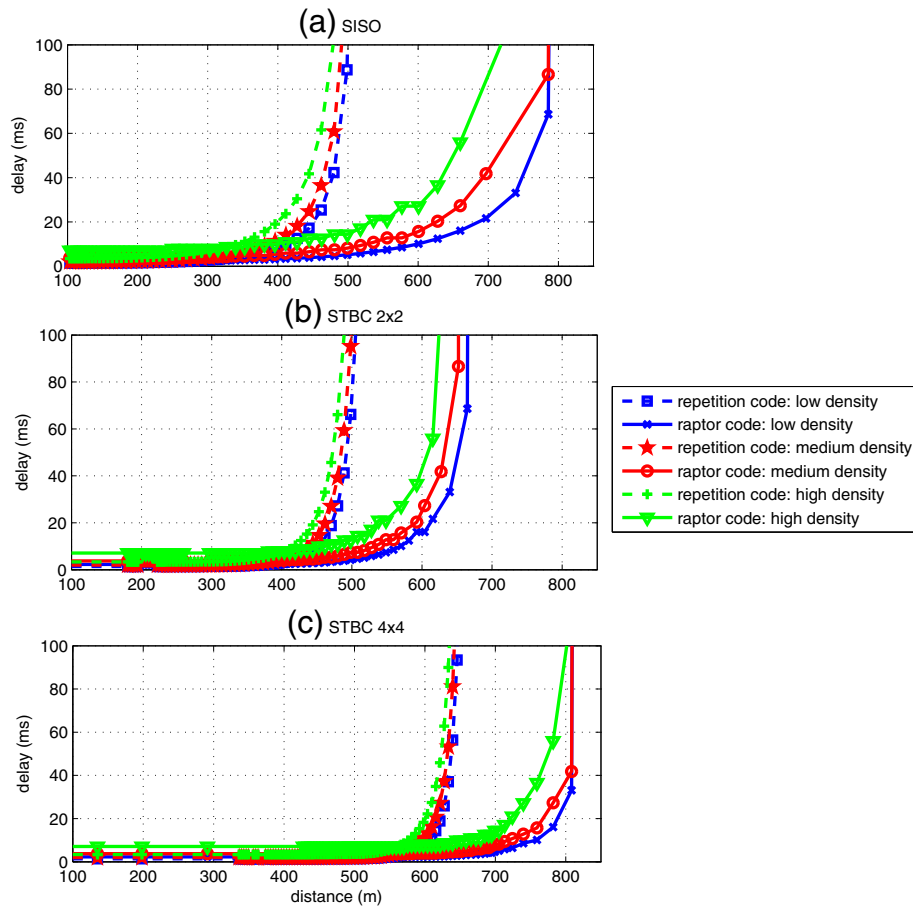 (a) SISO
100
80
60
40
20
0
delay (ms)
100 200 300 400 500 600 700 800
(b) STBC 2x2
100
80
60
40
20
0
delay (ms)
100 200 300 400 500 600 700 800
repetition code: low density
raptor code: low density
repetition code: medium density
raptor code: medium density
repetition code: high density
raptor code: high density
(c) STBC 4x4
100
80
60
40
20
0
delay (ms)
100 200 300 400 500 600 700 800
distance (m)